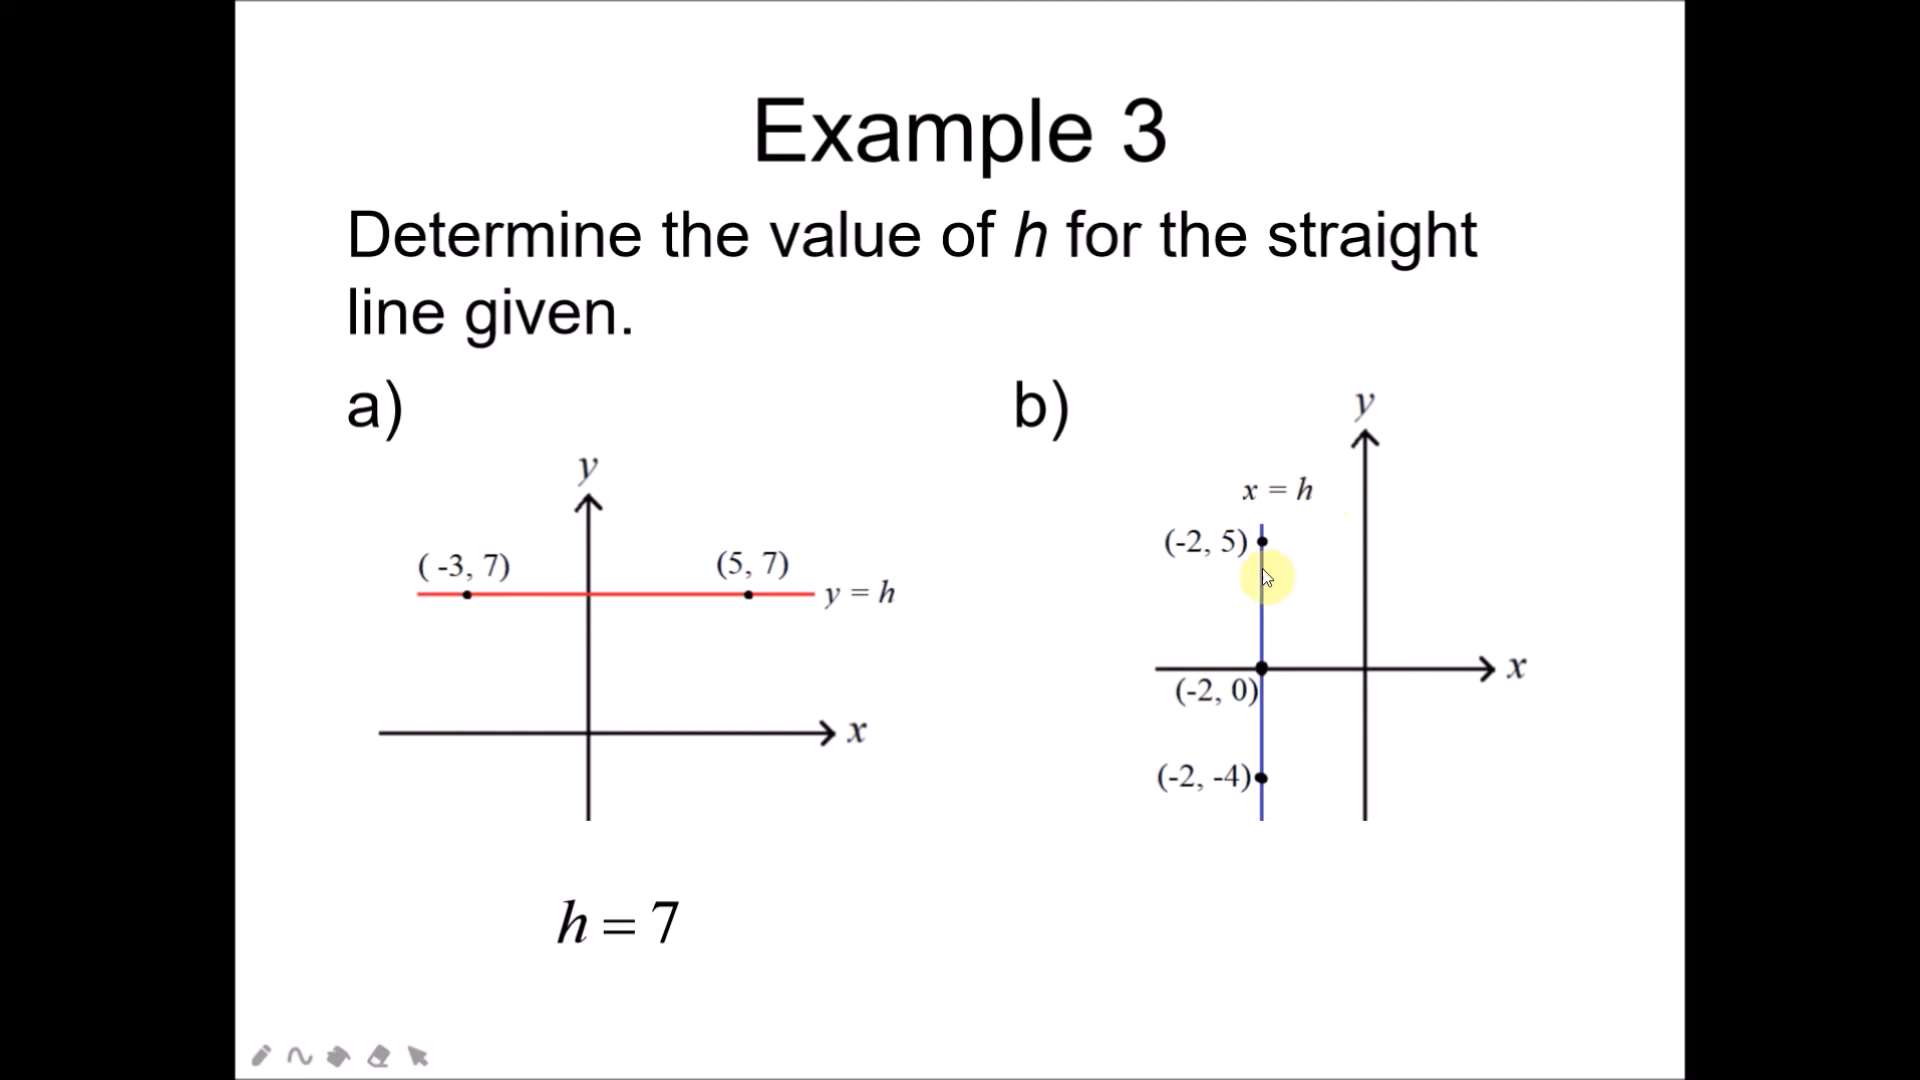 Example 3
Determine the value of h for the straight
line given.
a)
y
( -3, 7)
(5, 7)
y = h
x
h = 7
b)
y
x = h
(-2, 5)
x
(-2, 0)
(-2, -4)